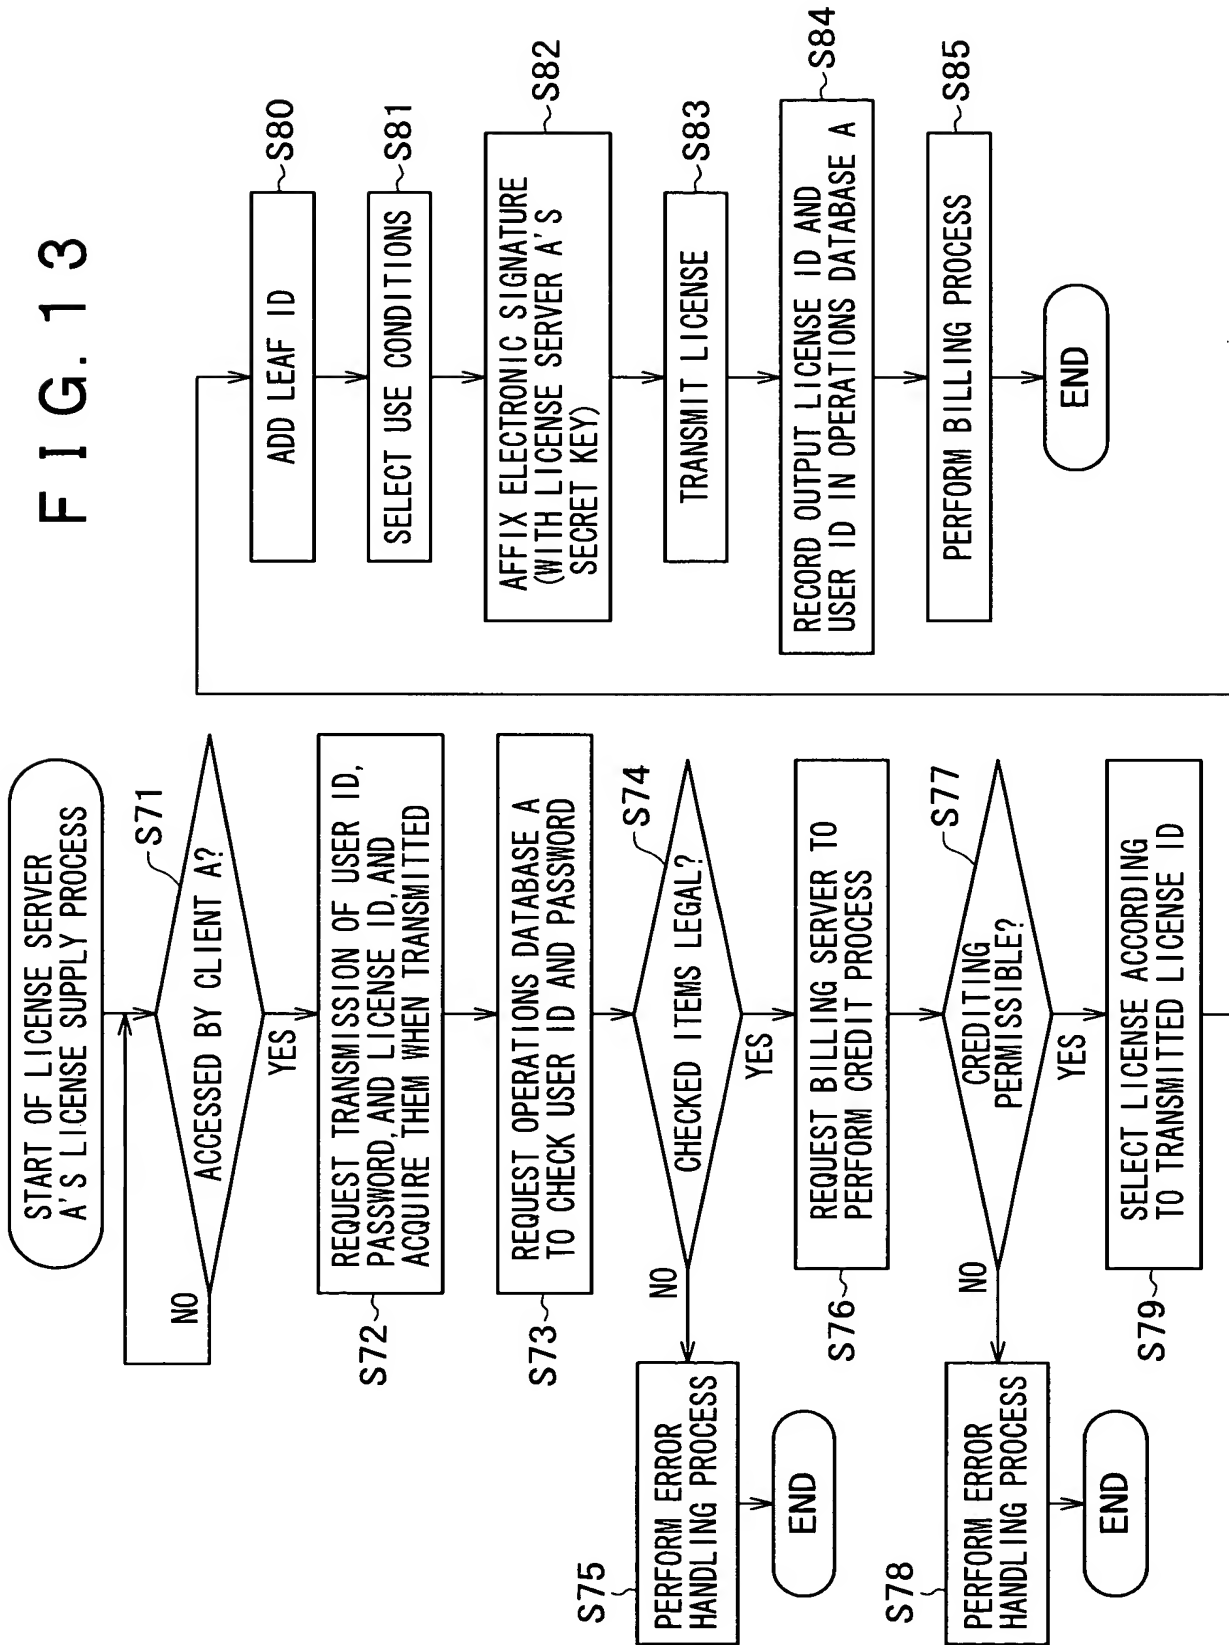 FIG. 13
START OF LICENSE SERVER
A'S LICENSE SUPPLY PROCESS
S71
ACCESSED BY CLIENT A?
NO
YES
S72
REQUEST TRANSMISSION OF USER ID,
PASSWORD, AND LICENSE ID, AND
ACQUIRE THEM WHEN TRANSMITTED
S73
REQUEST OPERATIONS DATABASE A
TO CHECK USER ID AND PASSWORD
S74
CHECKED ITEMS LEGAL?
NO
YES
S75
PERFORM ERROR
HANDLING PROCESS
END
S76
REQUEST BILLING SERVER TO
PERFORM CREDIT PROCESS
S77
CREDITING
PERMISSIBLE?
NO
YES
S78
PERFORM ERROR
HANDLING PROCESS
END
S79
SELECT LICENSE ACCORDING
TO TRANSMITTED LICENSE ID
S80
ADD LEAF ID
S81
SELECT USE CONDITIONS
S82
AFFIX ELECTRONIC SIGNATURE
(WITH LICENSE SERVER A'S
SECRET KEY)
S83
TRANSMIT LICENSE
S84
RECORD OUTPUT LICENSE ID AND
USER ID IN OPERATIONS DATABASE A
S85
PERFORM BILLING PROCESS
END